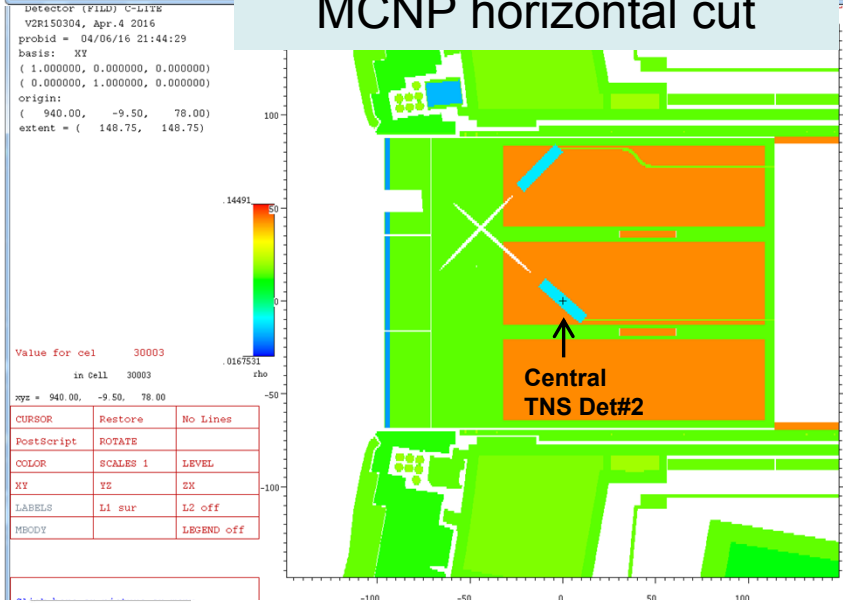 MCNP horizontal cut
Detector (FILD) C-LITE
V2R150304, Apr.4 2016
probid = 04/06/16 21:44:29
basis: XY
( 1.000000, 0.000000, 0.000000)
( 0.000000, 1.000000, 0.000000)
origin:
( 940.00, -9.50, 78.00)
extent = ( 148.75, 148.75)
100
.14491
50
0
.0167531
rho
Value for cel 30003
in Cell 30003
xyz = 940.00, -9.50, 78.00
-50
Central
TNS Det#2
CURSOR Restore No Lines
PostScript ROTATE
COLOR SCALES 1 LEVEL
XY YZ ZX
-100
LABELS L1 sur L2 off
MBODY LEGEND off
-100 -50 0 50 100